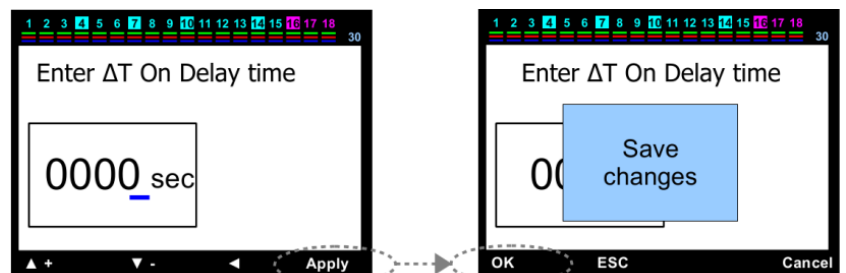 1 2 3 4 5 6 7 8 9 10 11 12 13 14 15 16 17 18
30
Enter ΔT On Delay time
0000 sec
▲ + ▼ - ◄ Apply
1 2 3 4 5 6 7 8 9 10 11 12 13 14 15 16 17 18
30
Enter ΔT On Delay time
00
Save
changes
OK ESC Cancel